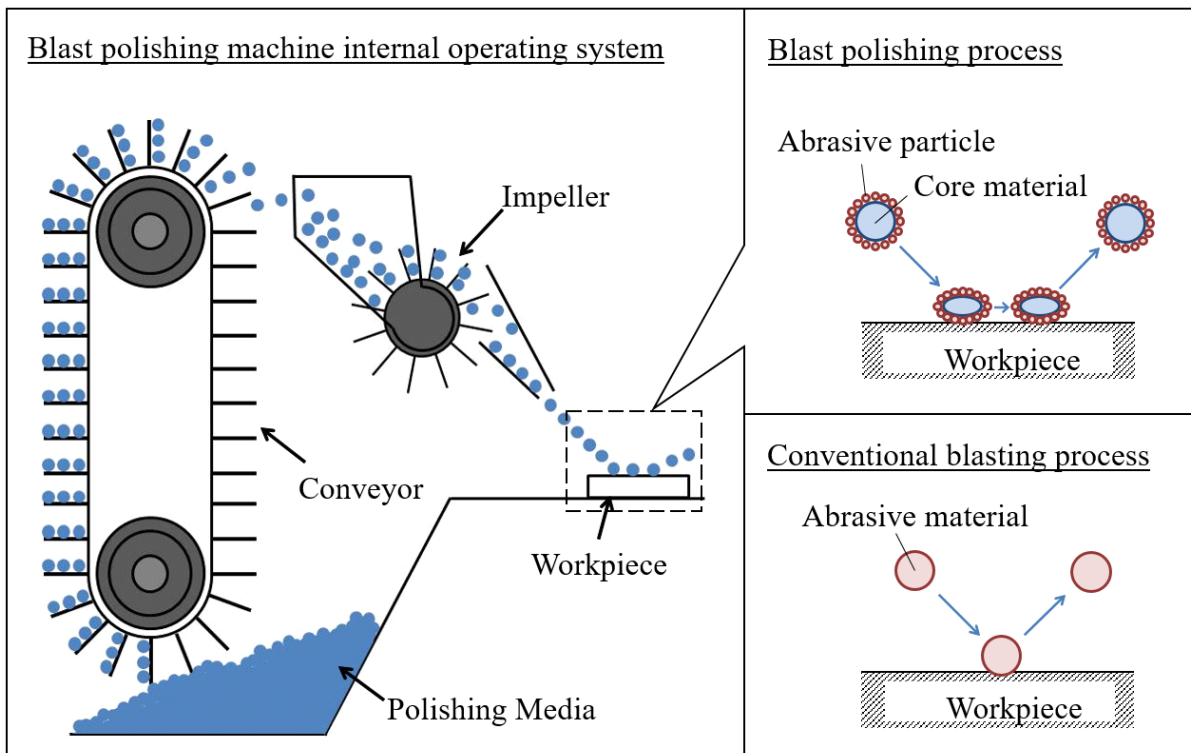 Blast polishing machine internal operating system
Impeller
Conveyor
Workpiece
Polishing Media
Blast polishing process
Abrasive particle
Core material
Workpiece
Conventional blasting process
Abrasive material
Workpiece